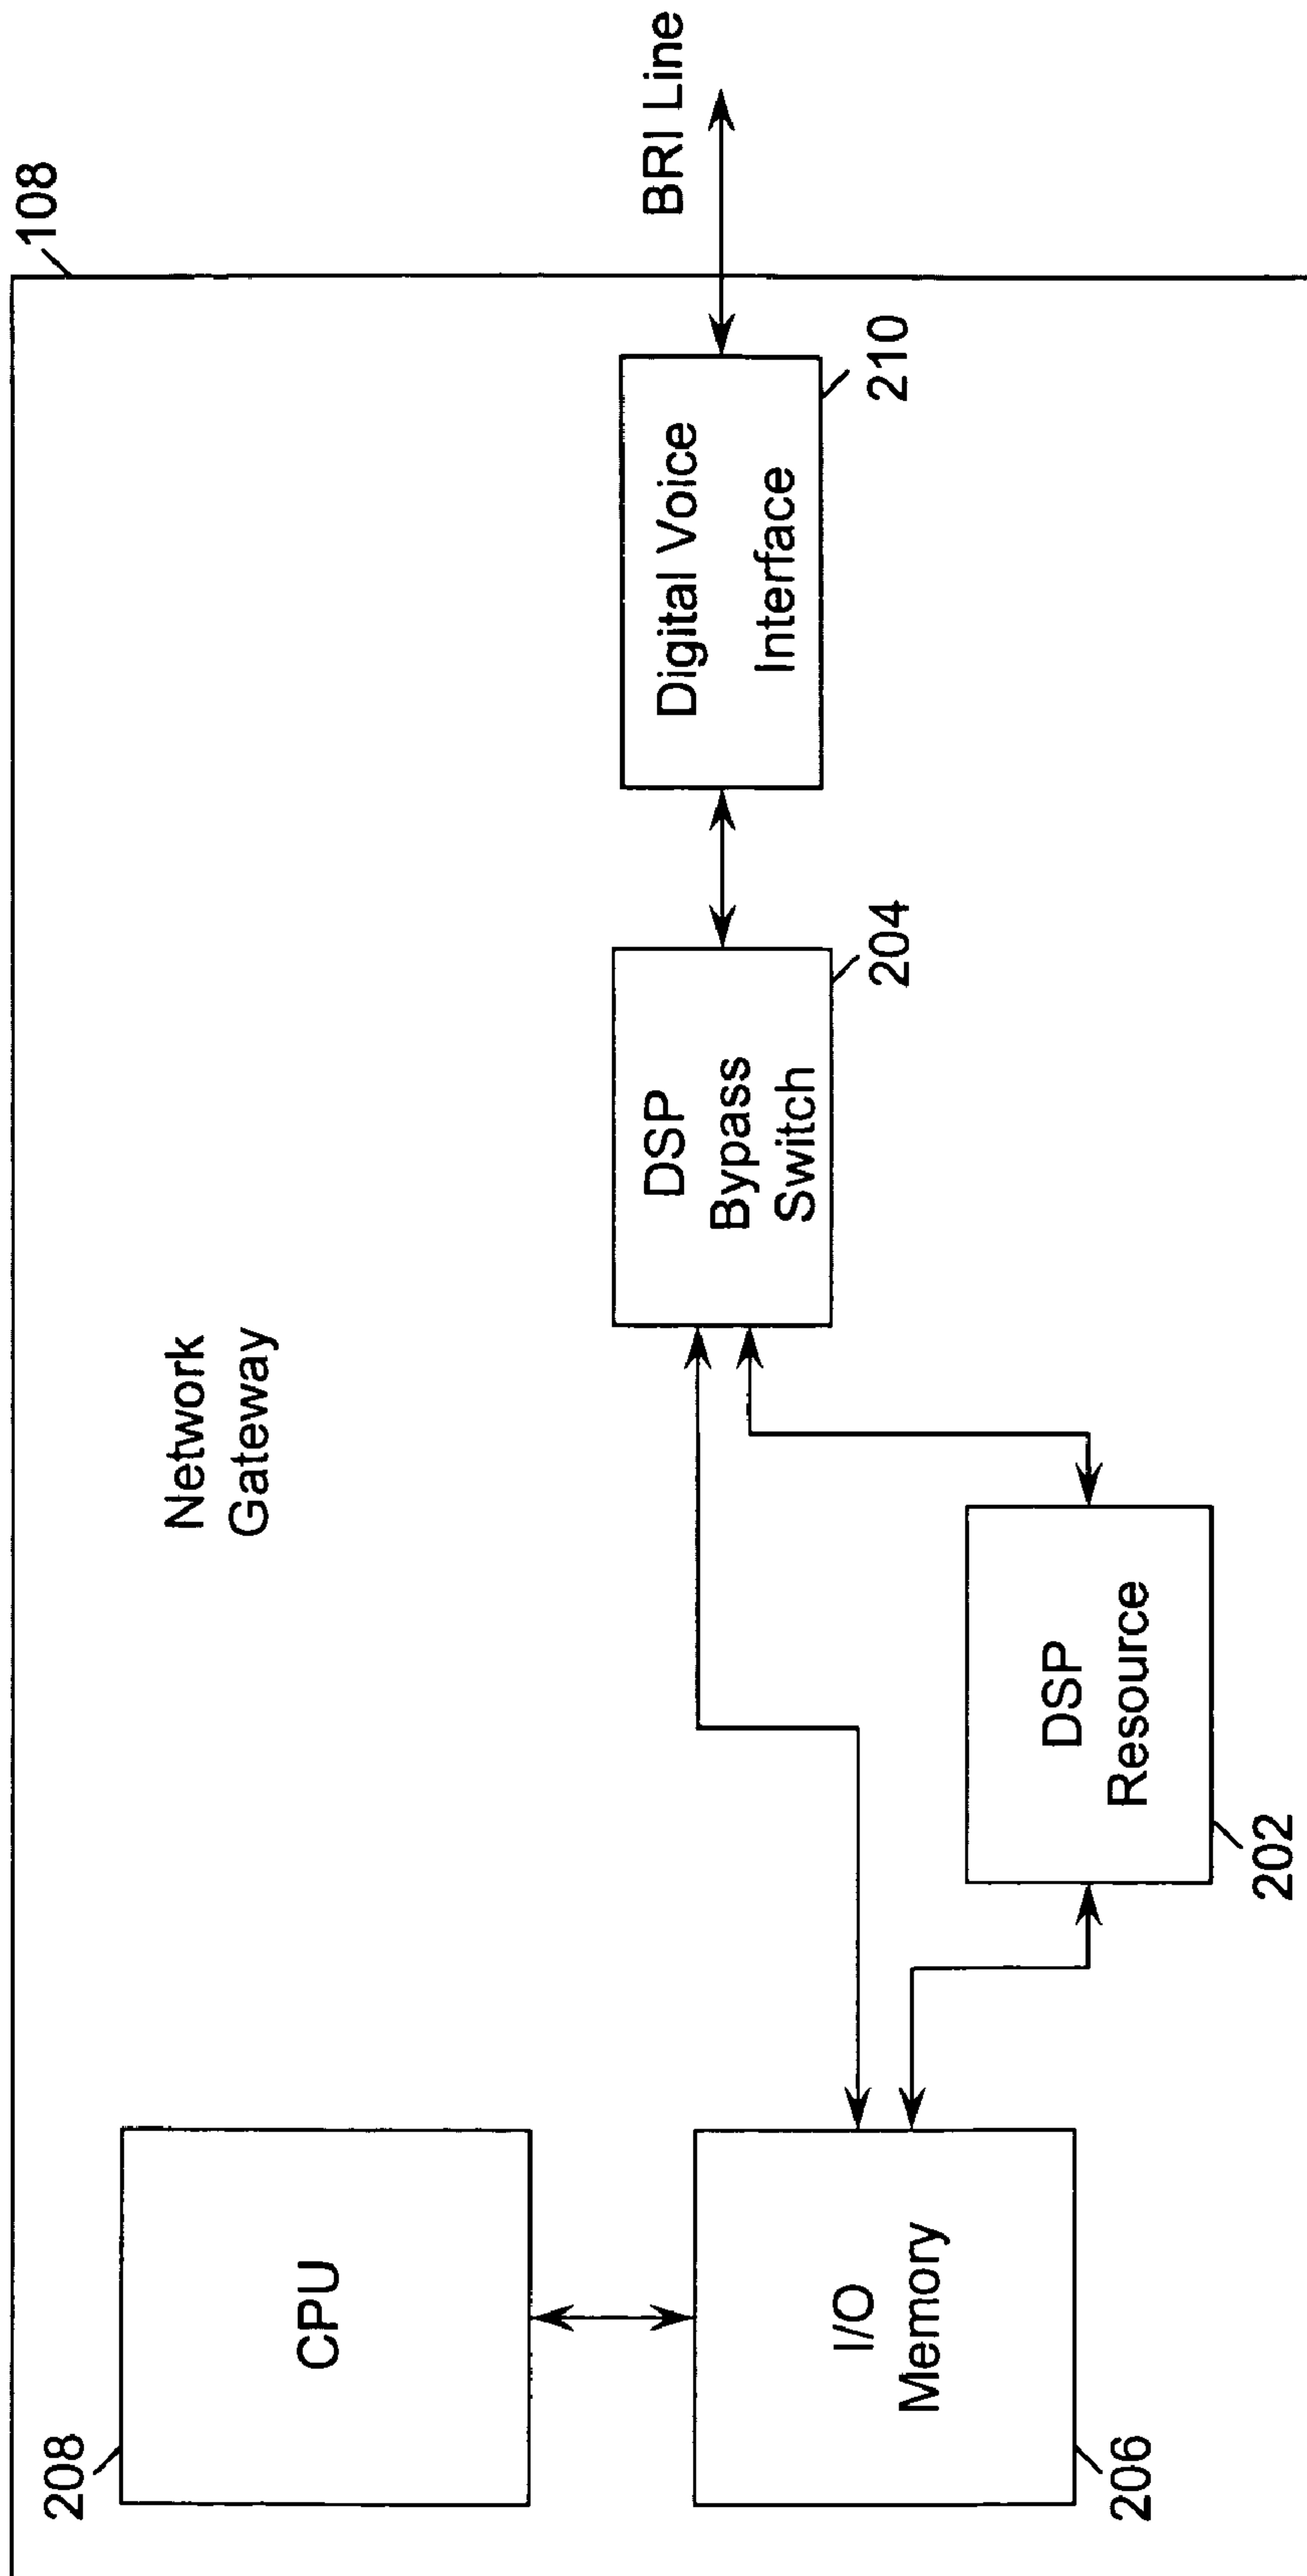 108
Network
Gateway
208
CPU
I/O
Memory
206
DSP
Resource
202
DSP
Bypass
Switch
204
Digital Voice
Interface
210
BRI Line